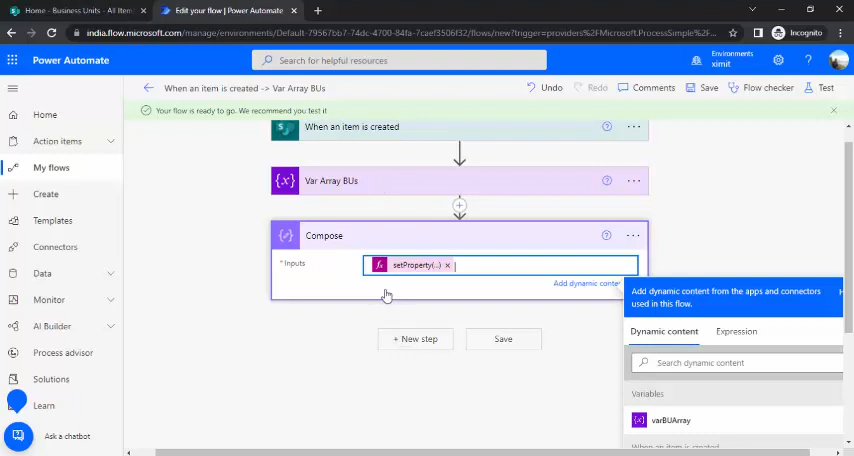 Home - Business Units - All Item
Edit your flow | Power Automate
india.flow.microsoft.com/manage/environments/Default-79567bb7-74dc-4700-84fa-7caef3506f32/flows/new?trigger=providers%2FMicrosoft.ProcessSimple%2F...
Incognito
Power Automate
Search for helpful resources
Environments
ximit
When an item is created -> Var Array BUs
Undo
Redo
Comments
Save
Flow checker
Test
Your flow is ready to go. We recommend you test it
Home
Action items
My flows
Create
Templates
Connectors
Data
Monitor
AI Builder
Process advisor
Solutions
Learn
Ask a chatbot
When an item is created
Var Array BUs
Compose
* Inputs
fx setProperty(...)
Add dynamic conte
+ New step
Save
Add dynamic content from the apps and connectors
used in this flow.
Dynamic content
Expression
Search dynamic content
Variables
varBUArray
When an item is created